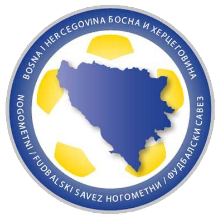 BOSNA I HERCEGOVINA БОСНА И ХЕРЦЕГОВИНА
NOGOMETNI / FUDBALSKI SAVEZ НОГОМЕТНИ / ФУДБАЛСКИ САВЕЗ